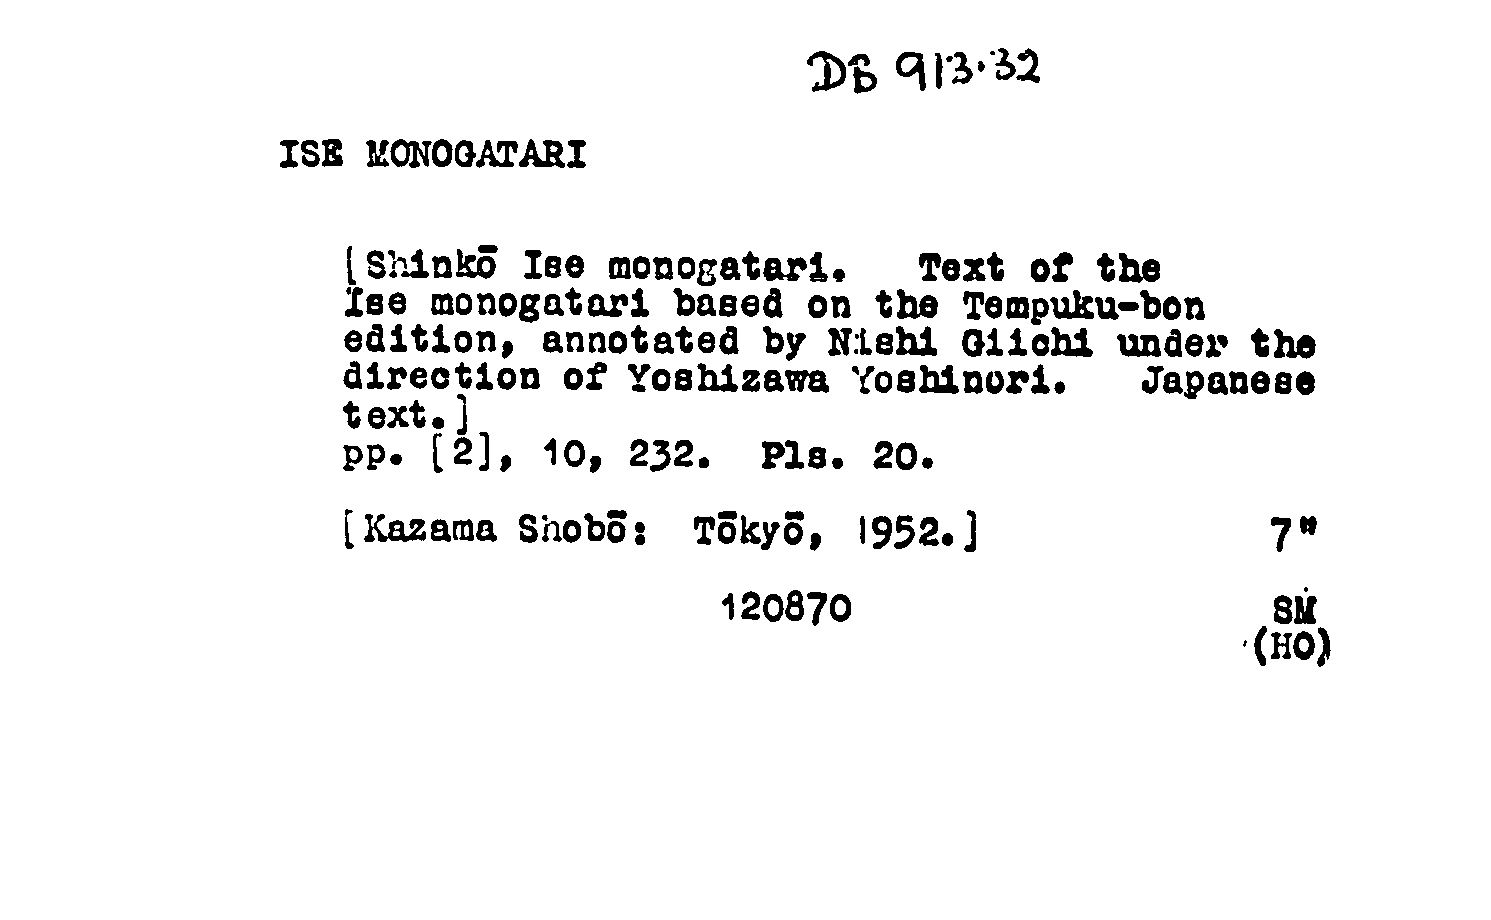 DB 913.32
ISE MONOGATARI
[Shinkō Ise monogatari. Text of the
Ise monogatari based on the Tempuku-bon
edition, annotated by Nishi Giichi under the
direction of Yoshizawa Yoshinori. Japanese
text.]
pp. [2], 10, 232. Pls. 20.
[Kazama Shobō: Tōkyō, 1952.] 7"
120870 SM
(HO)